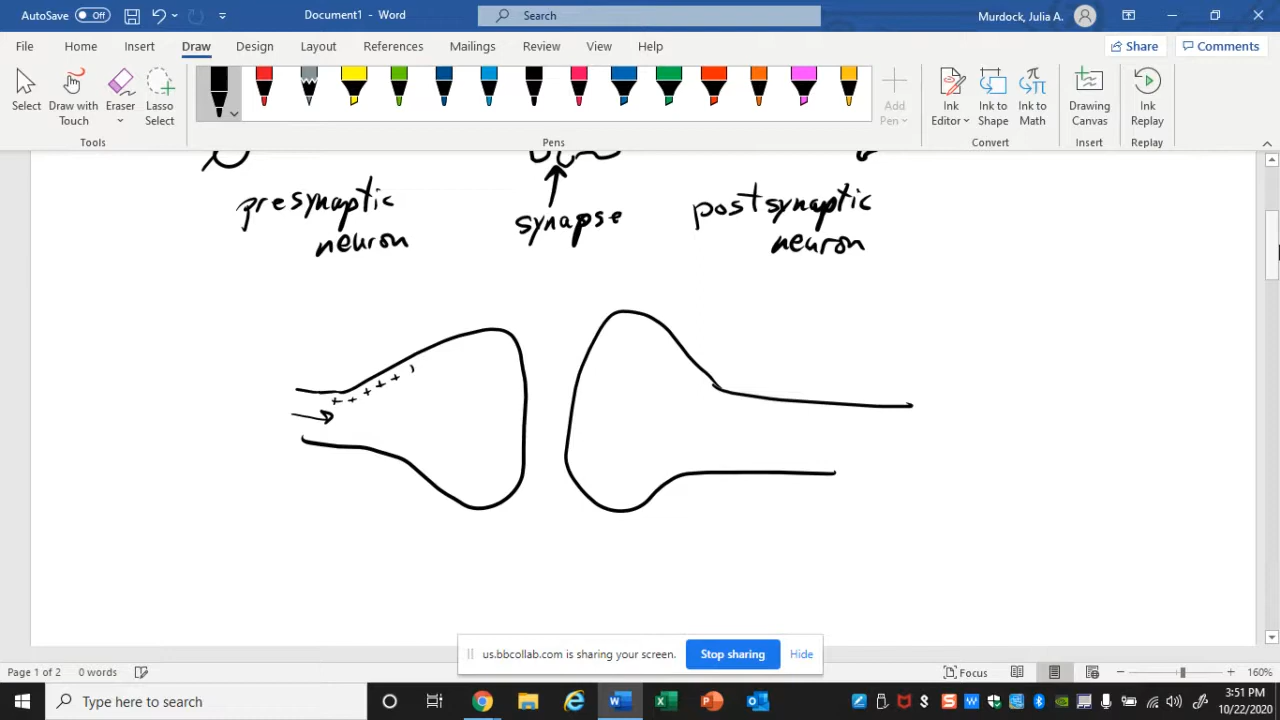 AutoSave Off
Document1 - Word
Search
Murdock, Julia A.
File Home Insert Draw Design Layout References Mailings Review View Help
Share Comments
Select
Draw with Touch
Eraser
Lasso Select
Add Pen
Ink Editor
Ink to Shape
Ink to Math
Drawing Canvas
Ink Replay
Tools
Pens
Convert
Insert
Replay
presynaptic
neuron
synapse
postsynaptic
neuron
+ + + + +
us.bbcollab.com is sharing your screen.
Stop sharing
Hide
Page 1 of 2
0 words
Focus
160%
Type here to search
3:51 PM
10/22/2020